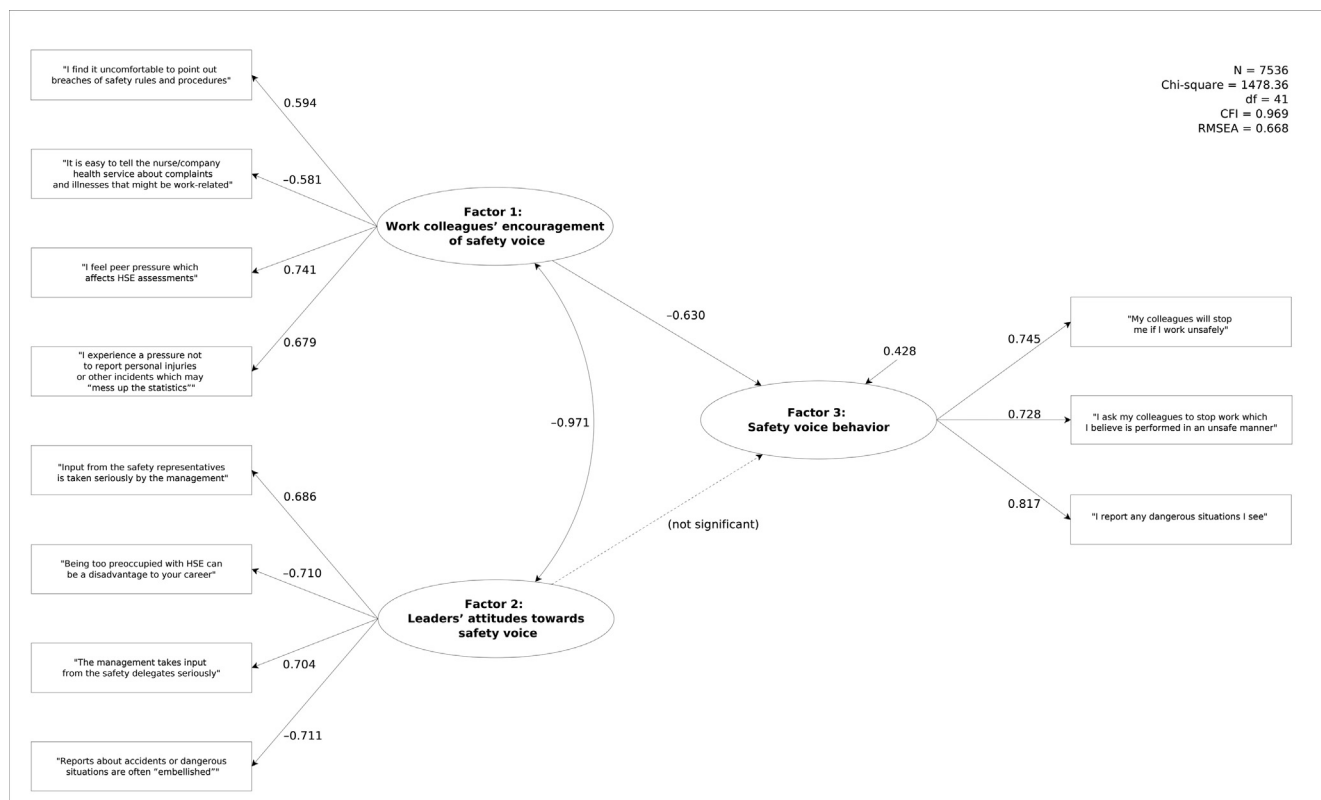 "I find it uncomfortable to point out
breaches of safety rules and procedures"
0.594
"It is easy to tell the nurse/company
health service about complaints
and illnesses that might be work-related"
–0.581
"I feel peer pressure which
affects HSE assessments"
0.741
"I experience a pressure not
to report personal injuries
or other incidents which may
“mess up the statistics”"
0.679
Factor 1:
Work colleagues’ encouragement
of safety voice
N = 7536
Chi-square = 1478.36
df = 41
CFI = 0.969
RMSEA = 0.668
–0.630
–0.971
(not significant)
0.428
Factor 3:
Safety voice behavior
0.745
"My colleagues will stop
me if I work unsafely"
0.728
"I ask my colleagues to stop work which
I believe is performed in an unsafe manner"
0.817
"I report any dangerous situations I see"
"Input from the safety representatives
is taken seriously by the management"
0.686
"Being too preoccupied with HSE can
be a disadvantage to your career"
–0.710
"The management takes input
from the safety delegates seriously"
0.704
"Reports about accidents or dangerous
situations are often “embellished”"
–0.711
Factor 2:
Leaders’ attitudes towards
safety voice